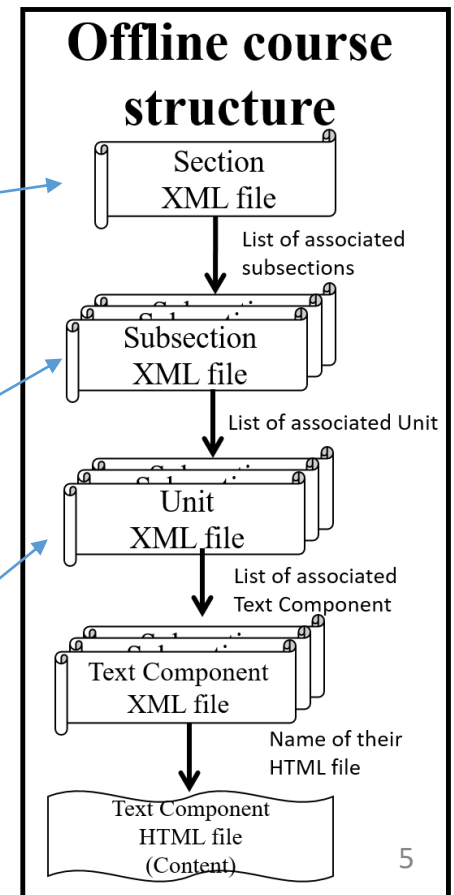 Offline course
structure
Section
XML file
List of associated
subsections
Subsection
XML file
List of associated Unit
Unit
XML file
List of associated
Text Component
Text Component
XML file
Name of their
HTML file
Text Component
HTML file
(Content)
5